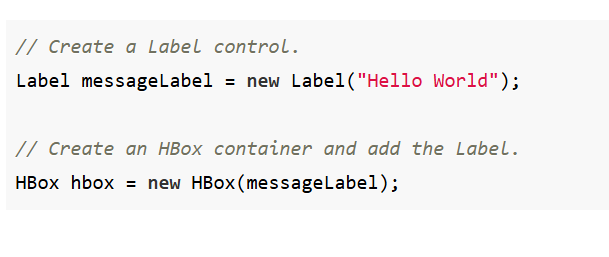 // Create a Label control.
Label messageLabel = new Label("Hello World");
// Create an HBox container and add the Label.
HBox hbox = new HBox(messageLabel);